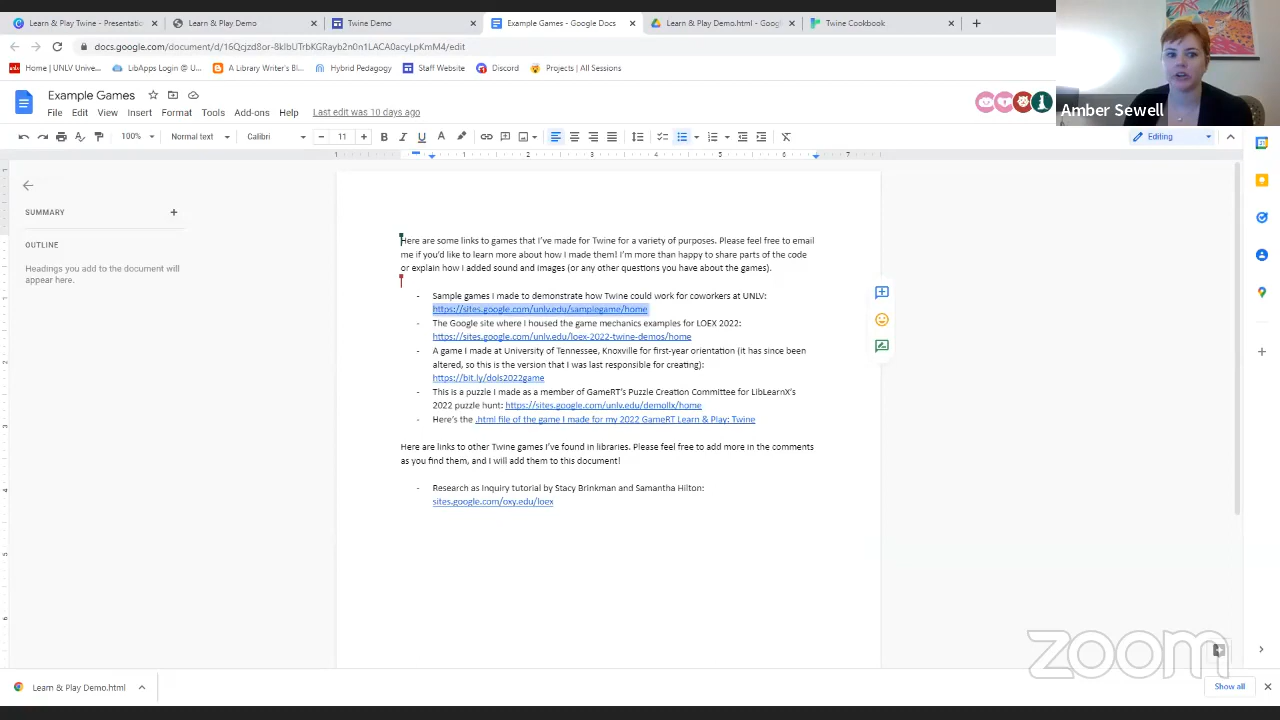 Learn & Play Twine - Presentatio
Learn & Play Demo
Twine Demo
Example Games - Google Docs
Learn & Play Demo.html - Goog
Twine Cookbook
docs.google.com/document/d/16Qcjzd8or-8kIbUTrbKGRayb2n0n1LACA0acyLpKmM4/edit
Home | UNLV Unive...
LibApps Login @ U...
A Library Writer's Bl...
Hybrid Pedagogy
Staff Website
Discord
Projects | All Sessions
Amber Sewell
Example Games
File Edit View Insert Format Tools Add-ons Help Last edit was 10 days ago
100% Normal text Calibri 11 Editing
1 1 2 3 4 5 6 7
SUMMARY
OUTLINE
Headings you add to the document will
appear here.
Here are some links to games that I've made for Twine for a variety of purposes. Please feel free to email
me if you'd like to learn more about how I made them! I'm more than happy to share parts of the code
or explain how I added sound and images (or any other questions you have about the games).
- Sample games I made to demonstrate how Twine could work for coworkers at UNLV:
https://sites.google.com/unlv.edu/samplegame/home
- The Google site where I housed the game mechanics examples for LOEX 2022:
https://sites.google.com/unlv.edu/loex-2022-twine-demos/home
- A game I made at University of Tennessee, Knoxville for first-year orientation (it has since been
altered, so this is the version that I was last responsible for creating):
https://bit.ly/dols2022game
- This is a puzzle I made as a member of GameRT's Puzzle Creation Committee for LibLearnX's
2022 puzzle hunt: https://sites.google.com/unlv.edu/demollx/home
- Here's the .html file of the game I made for my 2022 GameRT Learn & Play: Twine
Here are links to other Twine games I've found in libraries. Please feel free to add more in the comments
as you find them, and I will add them to this document!
- Research as Inquiry tutorial by Stacy Brinkman and Samantha Hilton:
sites.google.com/oxy.edu/loex
zoom
Learn & Play Demo.html
Show all